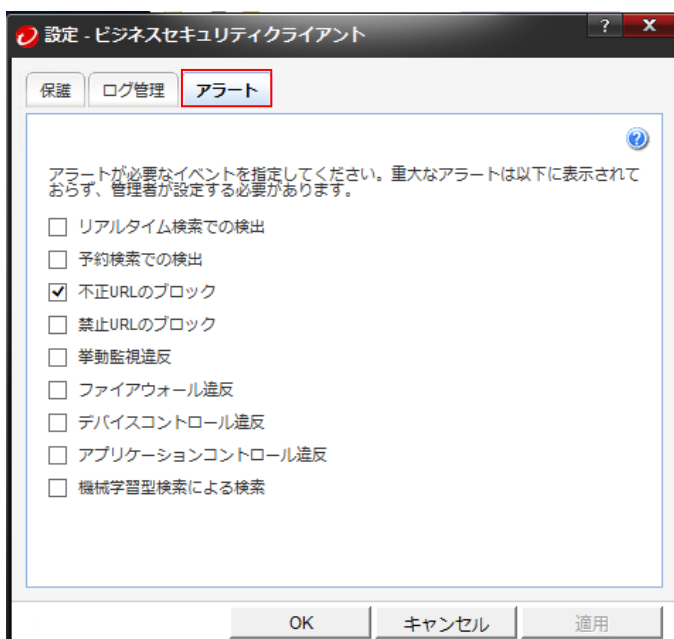 設定 - ビジネスセキュリティクライアント
? X
保護 ログ管理 アラート
?
アラートが必要なイベントを指定してください。重大なアラートは以下に表示されて
おらず、管理者が設定する必要があります。
リアルタイム検索での検出
予約検索での検出
不正URLのブロック
禁止URLのブロック
挙動監視違反
ファイアウォール違反
デバイスコントロール違反
アプリケーションコントロール違反
機械学習型検索による検索
OK キャンセル 適用